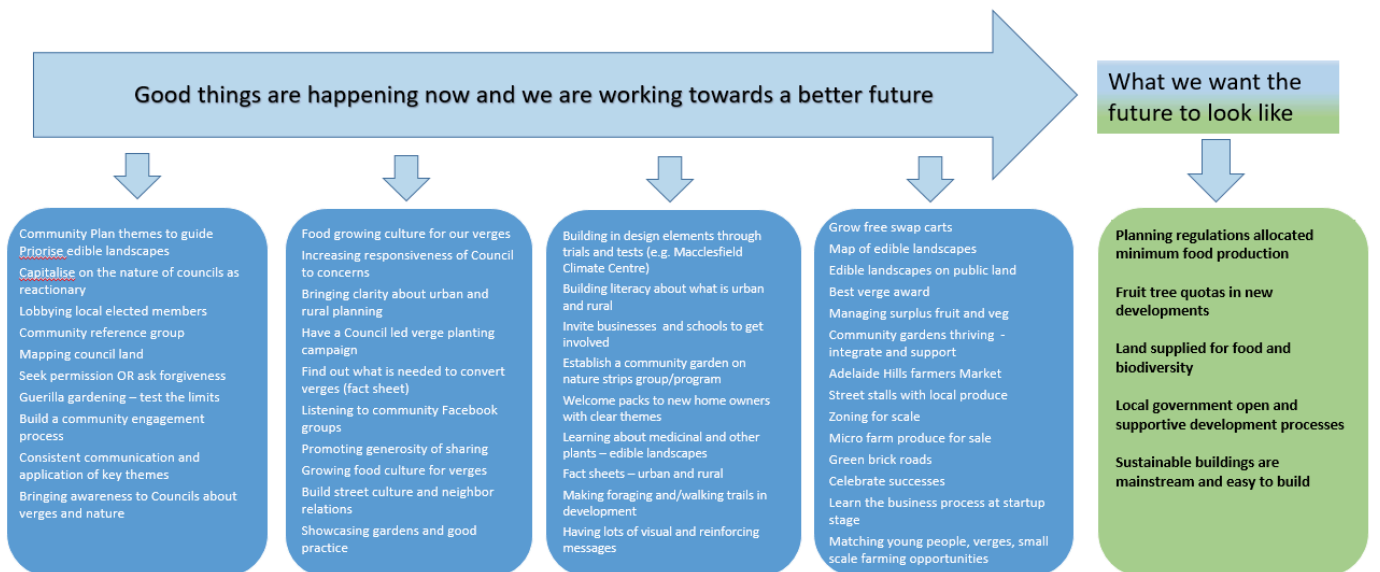 Good things are happening now and we are working towards a better future
What we want the
future to look like
Community Plan themes to guide
Priorise edible landscapes
Capitalise on the nature of councils as
reactionary
Lobbying local elected members
Community reference group
Mapping council land
Seek permission OR ask forgiveness
Guerilla gardening – test the limits
Build a community engagement
process
Consistent communication and
application of key themes
Bringing awareness to Councils about
verges and nature
Food growing culture for our verges
Increasing responsiveness of Council
to concerns
Bringing clarity about urban and
rural planning
Have a Council led verge planting
campaign
Find out what is needed to convert
verges (fact sheet)
Listening to community Facebook
groups
Promoting generosity of sharing
Growing food culture for verges
Build street culture and neighbor
relations
Showcasing gardens and good
practice
Building in design elements through
trials and tests (e.g. Macclesfield
Climate Centre)
Building literacy about what is urban
and rural
Invite businesses and schools to get
involved
Establish a community garden on
nature strips group/program
Welcome packs to new home owners
with clear themes
Learning about medicinal and other
plants – edible landscapes
Fact sheets – urban and rural
Making foraging and/walking trails in
development
Having lots of visual and reinforcing
messages
Grow free swap carts
Map of edible landscapes
Edible landscapes on public land
Best verge award
Managing surplus fruit and veg
Community gardens thriving -
integrate and support
Adelaide Hills farmers Market
Street stalls with local produce
Zoning for scale
Micro farm produce for sale
Green brick roads
Celebrate successes
Learn the business process at startup
stage
Matching young people, verges, small
scale farming opportunities
Planning regulations allocated
minimum food production
Fruit tree quotas in new
developments
Land supplied for food and
biodiversity
Local government open and
supportive development processes
Sustainable buildings are
mainstream and easy to build